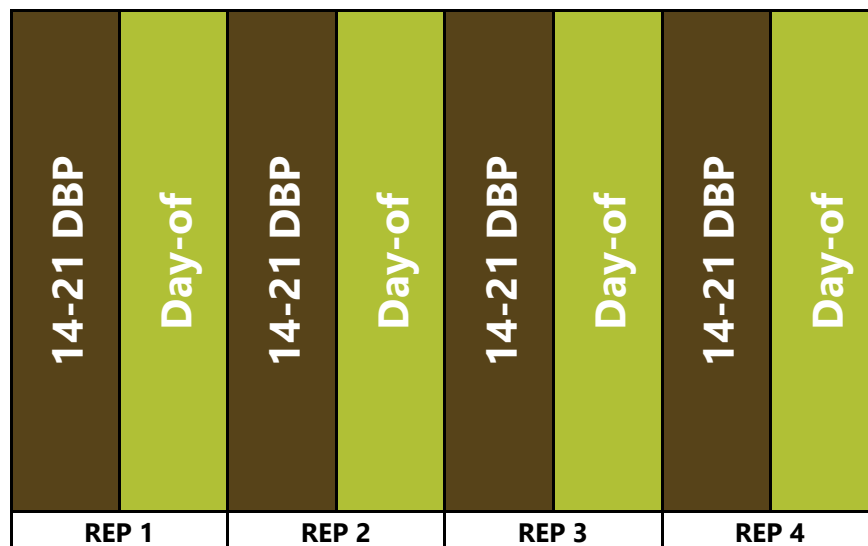 14-21 DBP
Day-of
14-21 DBP
Day-of
14-21 DBP
Day-of
14-21 DBP
Day-of
REP 1
REP 2
REP 3
REP 4